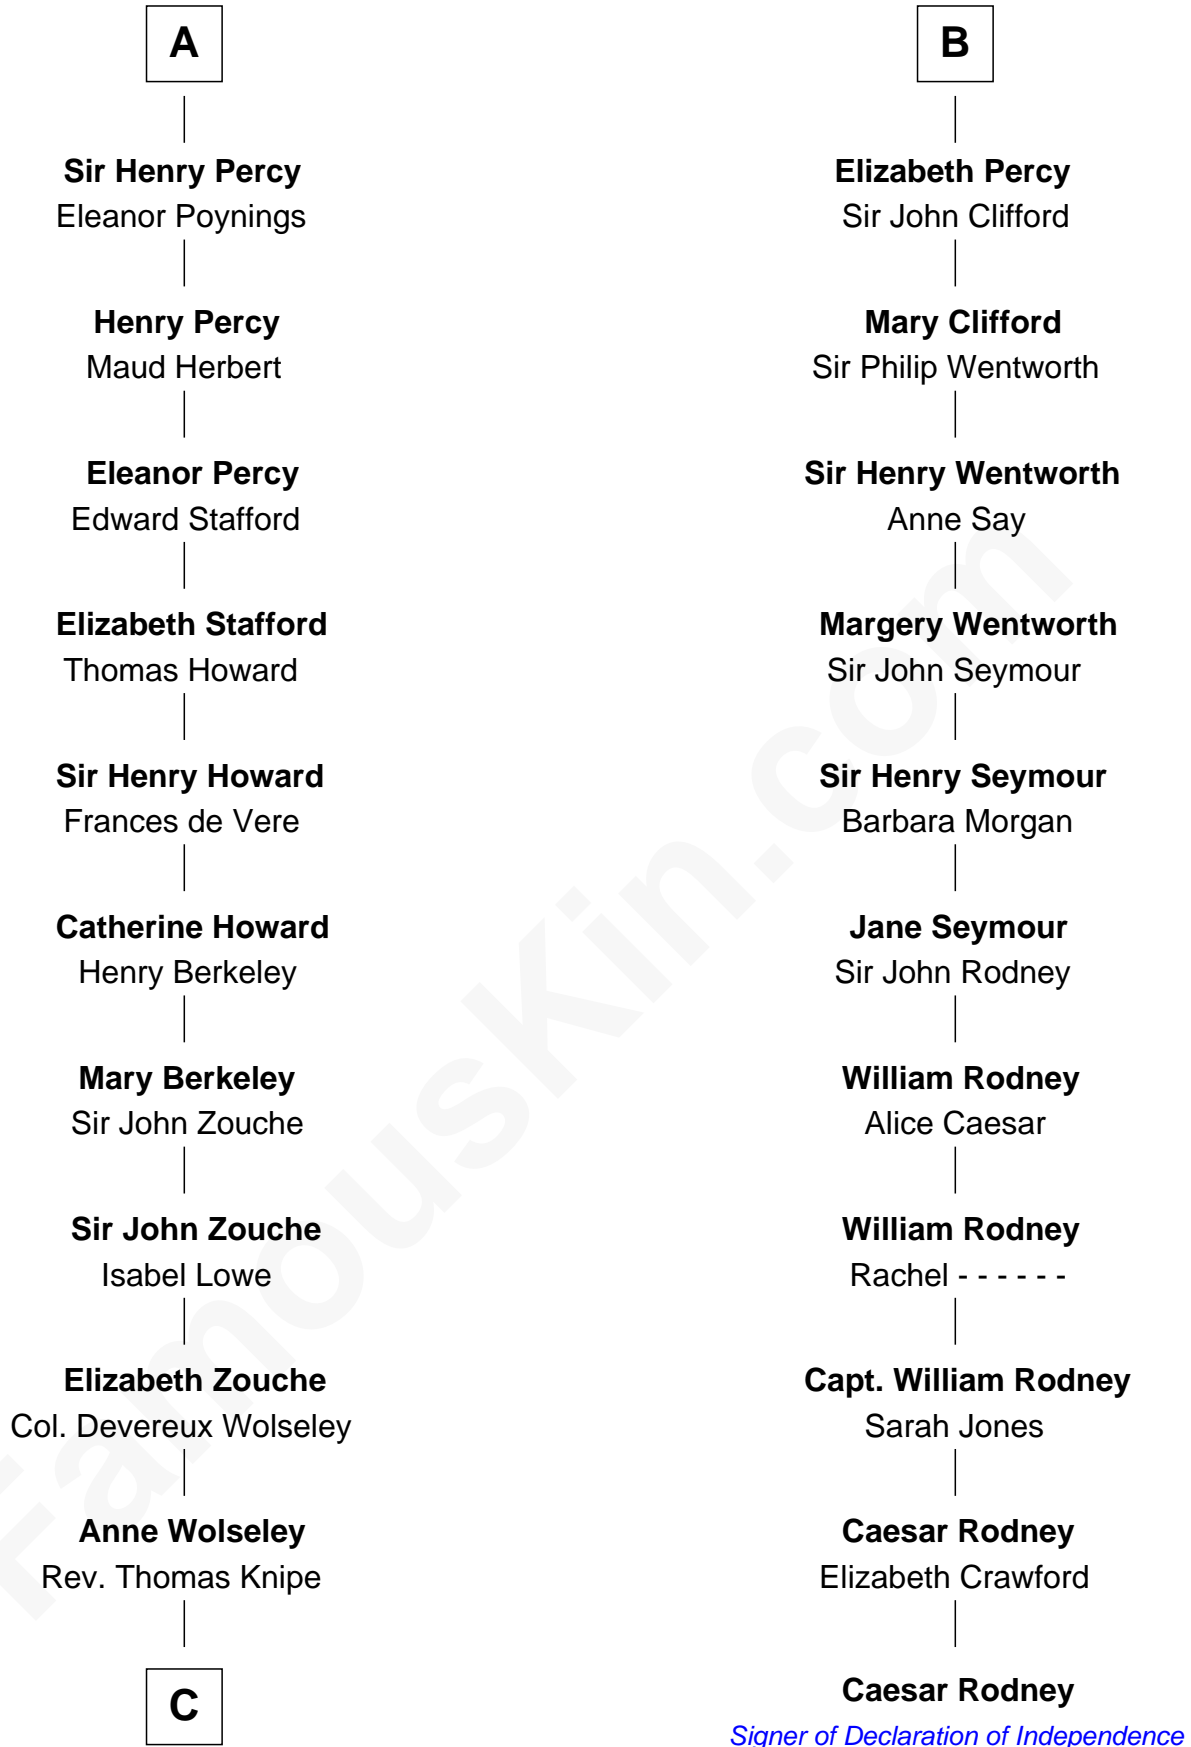 A
Sir Henry Percy
Eleanor Poynings
Henry Percy
Maud Herbert
Eleanor Percy
Edward Stafford
Elizabeth Stafford
Thomas Howard
Sir Henry Howard
Frances de Vere
Catherine Howard
Henry Berkeley
Mary Berkeley
Sir John Zouche
Sir John Zouche
Isabel Lowe
Elizabeth Zouche
Col. Devereux Wolseley
Anne Wolseley
Rev. Thomas Knipe
C
B
Elizabeth Percy
Sir John Clifford
Mary Clifford
Sir Philip Wentworth
Sir Henry Wentworth
Anne Say
Margery Wentworth
Sir John Seymour
Sir Henry Seymour
Barbara Morgan
Jane Seymour
Sir John Rodney
William Rodney
Alice Caesar
William Rodney
Rachel - - - - - -
Capt. William Rodney
Sarah Jones
Caesar Rodney
Elizabeth Crawford
Caesar Rodney
Signer of Declaration of Independence
FamousKin.com